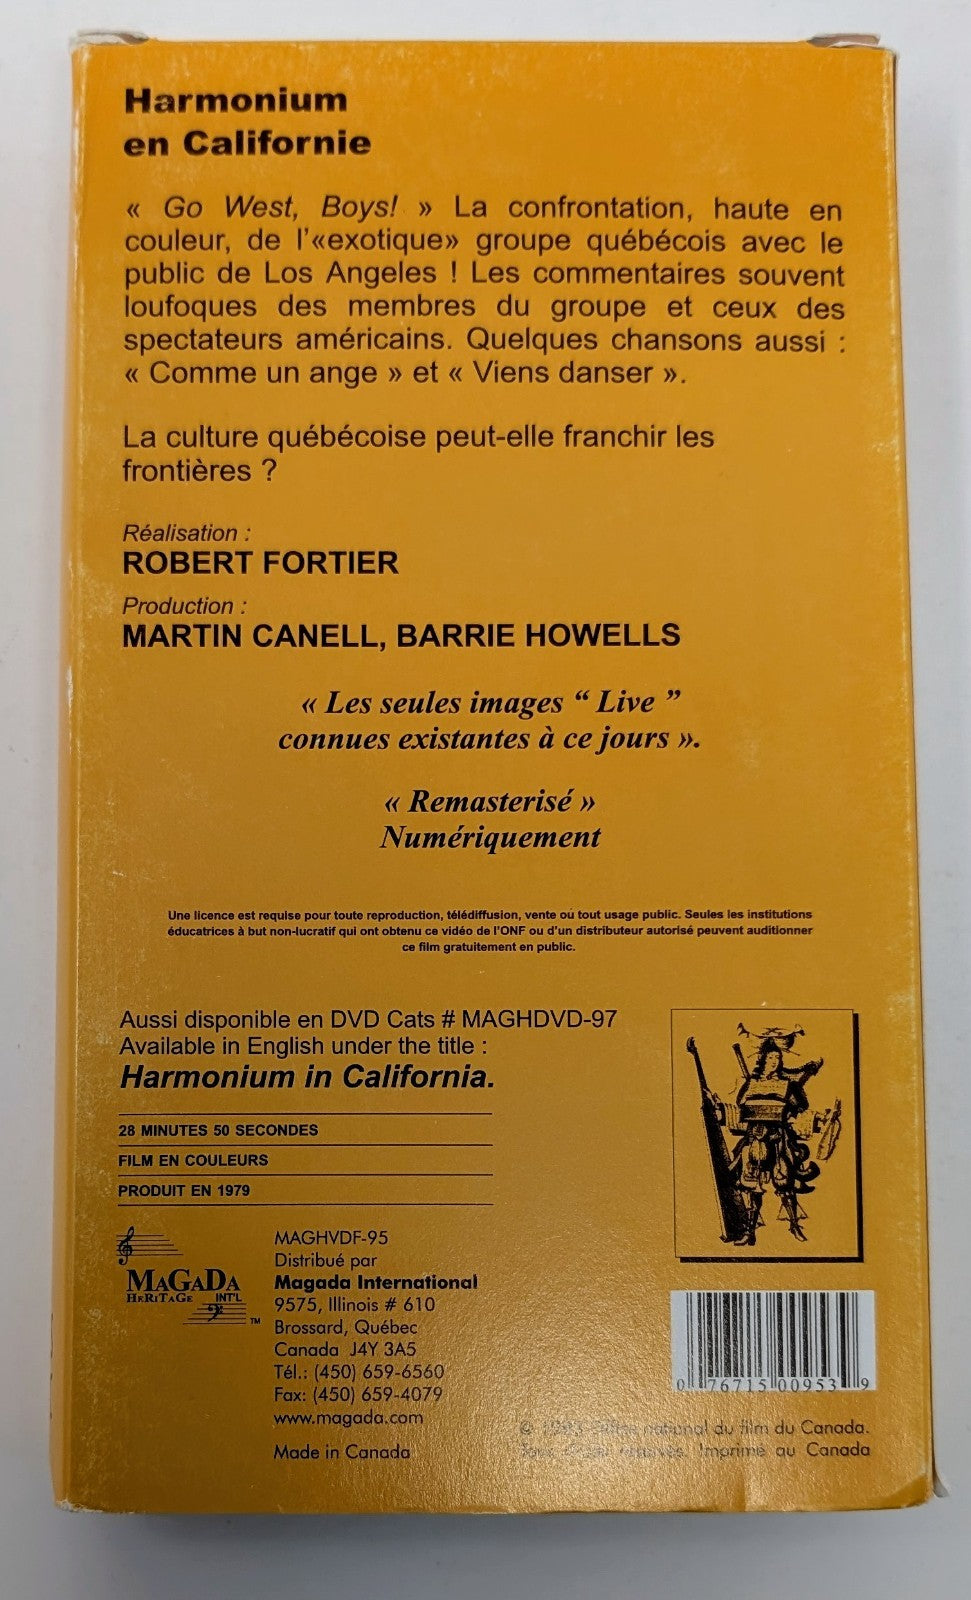 Harmonium
en Californie
« Go West, Boys! » La confrontation, haute en
couleur, de l'«exotique» groupe québécois avec le
public de Los Angeles ! Les commentaires souvent
loufoques des membres du groupe et ceux des
spectateurs américains. Quelques chansons aussi :
« Comme un ange » et « Viens danser ».
La culture québécoise peut-elle franchir les
frontières ?
Réalisation :
ROBERT FORTIER
Production :
MARTIN CANELL, BARRIE HOWELLS
« Les seules images “ Live ”
connues existantes à ce jours ».
« Remasterisé »
Numériquement
Une licence est requise pour toute reproduction, télédiffusion, vente oú tout usage public. Seules les institutions
éducatrices à but non-lucratif qui ont obtenu ce vidéo de l'ONF ou d'un distributeur autorisé peuvent auditionner
ce film gratuitement en public.
Aussi disponible en DVD Cats # MAGHDVD-97
Available in English under the title :
Harmonium in California.
28 MINUTES 50 SECONDES
FILM EN COULEURS
PRODUIT EN 1979
MAGADA
HERITAGE INT'L
TM
MAGHVDF-95
Distribué par
Magada International
9575, Illinois # 610
Brossard, Québec
Canada J4Y 3A5
Tél.: (450) 659-6560
Fax: (450) 659-4079
www.magada.com
Made in Canada
0 76715 00953 9
© national du film du Canada.
Imprimé au Canada